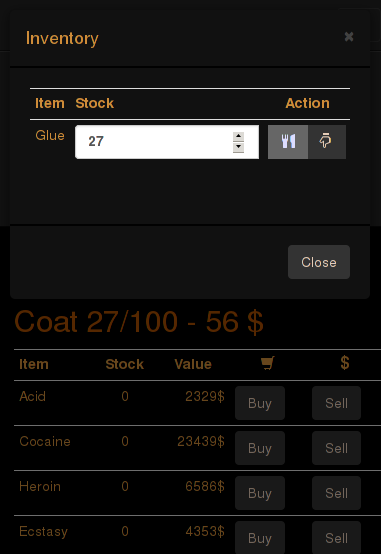 Inventory ×
Item Stock Action
Glue 27
Close
Coat 27/100 - 56 $
Item Stock Value $
Acid 0 2329$ Buy Sell
Cocaine 0 23439$ Buy Sell
Heroin 0 6586$ Buy Sell
Ecstasy 0 4353$ Buy Sell